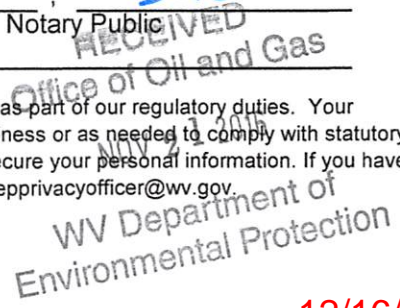 Notary Public
RECEIVED
Office of Oil and Gas
as part of our regulatory duties. Your
ness or as needed to comply with statutory
NOV 2 1
ecure your personal information. If you have
epprivacyofficer@wv.gov.
WV Department of
Environmental Protection
12/16/